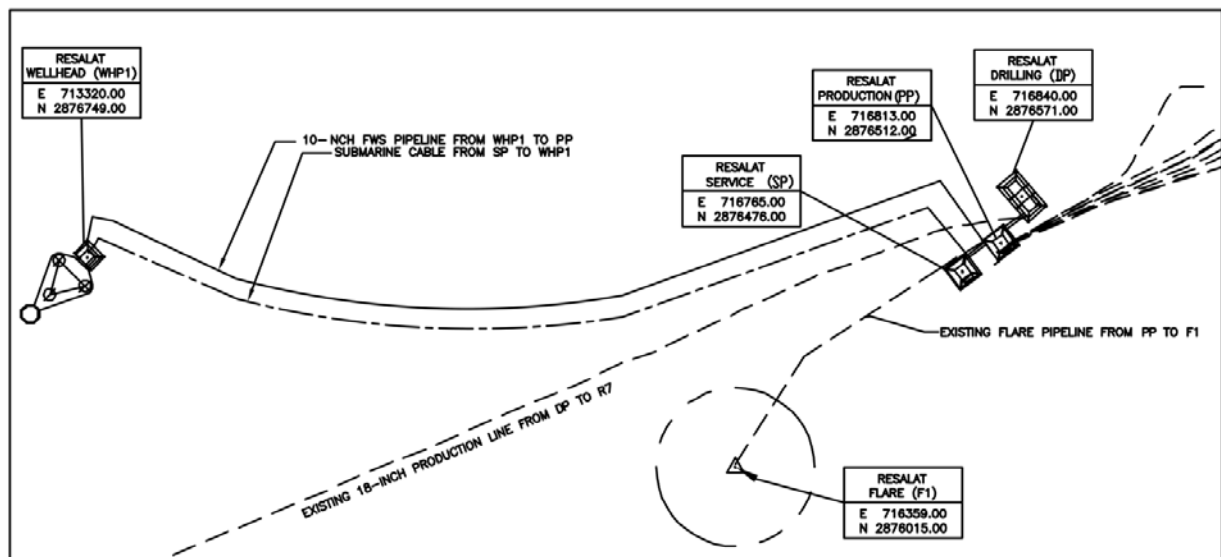 RESALAT
WELLHEAD (WHP1)
E 713320.00
N 2876749.00
10-NCH FWS PIPELINE FROM WHP1 TO PP
SUBMARINE CABLE FROM SP TO WHP1
RESALAT
PRODUCTION (PP)
E 716813.00
N 2876512.00
RESALAT
DRILLING (DP)
E 716840.00
N 2876571.00
RESALAT
SERVICE (SP)
E 716765.00
N 2876476.00
EXISTING FLARE PIPELINE FROM PP TO F1
EXISTING 18-INCH PRODUCTION LINE FROM DP TO R7
RESALAT
FLARE (F1)
E 716359.00
N 2876015.00